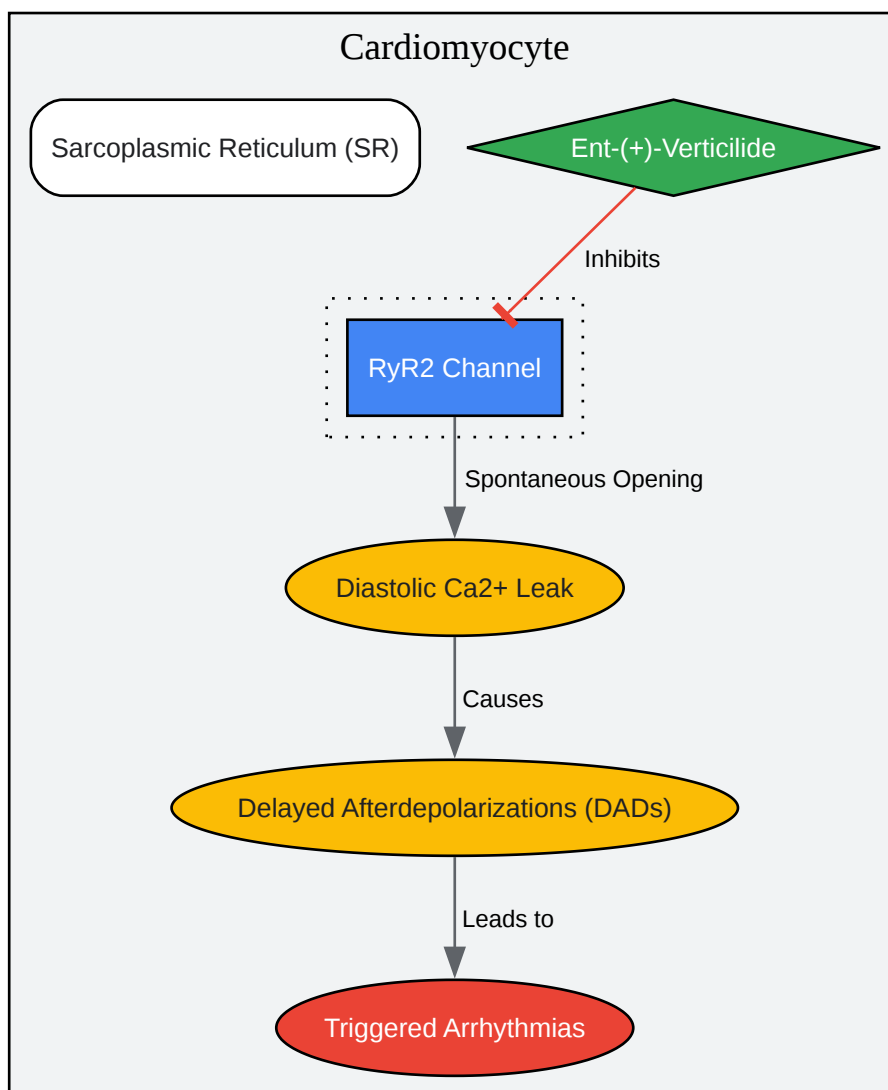 Cardiomyocyte
Sarcoplasmic Reticulum (SR)
Ent-(+)-Verticilide
Inhibits
RyR2 Channel
Spontaneous Opening
Diastolic Ca2+ Leak
Causes
Delayed Afterdepolarizations (DADs)
Leads to
Triggered Arrhythmias